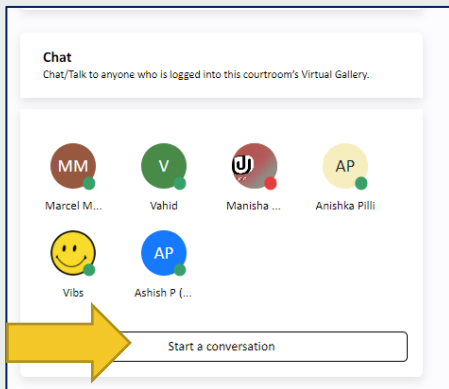 Chat
Chat/Talk to anyone who is logged into this courtroom's Virtual Gallery.
MM V AP
Marcel M... Vahid Manisha ... Anishka Pilli
AP
Vibs Ashish P (...
Start a conversation